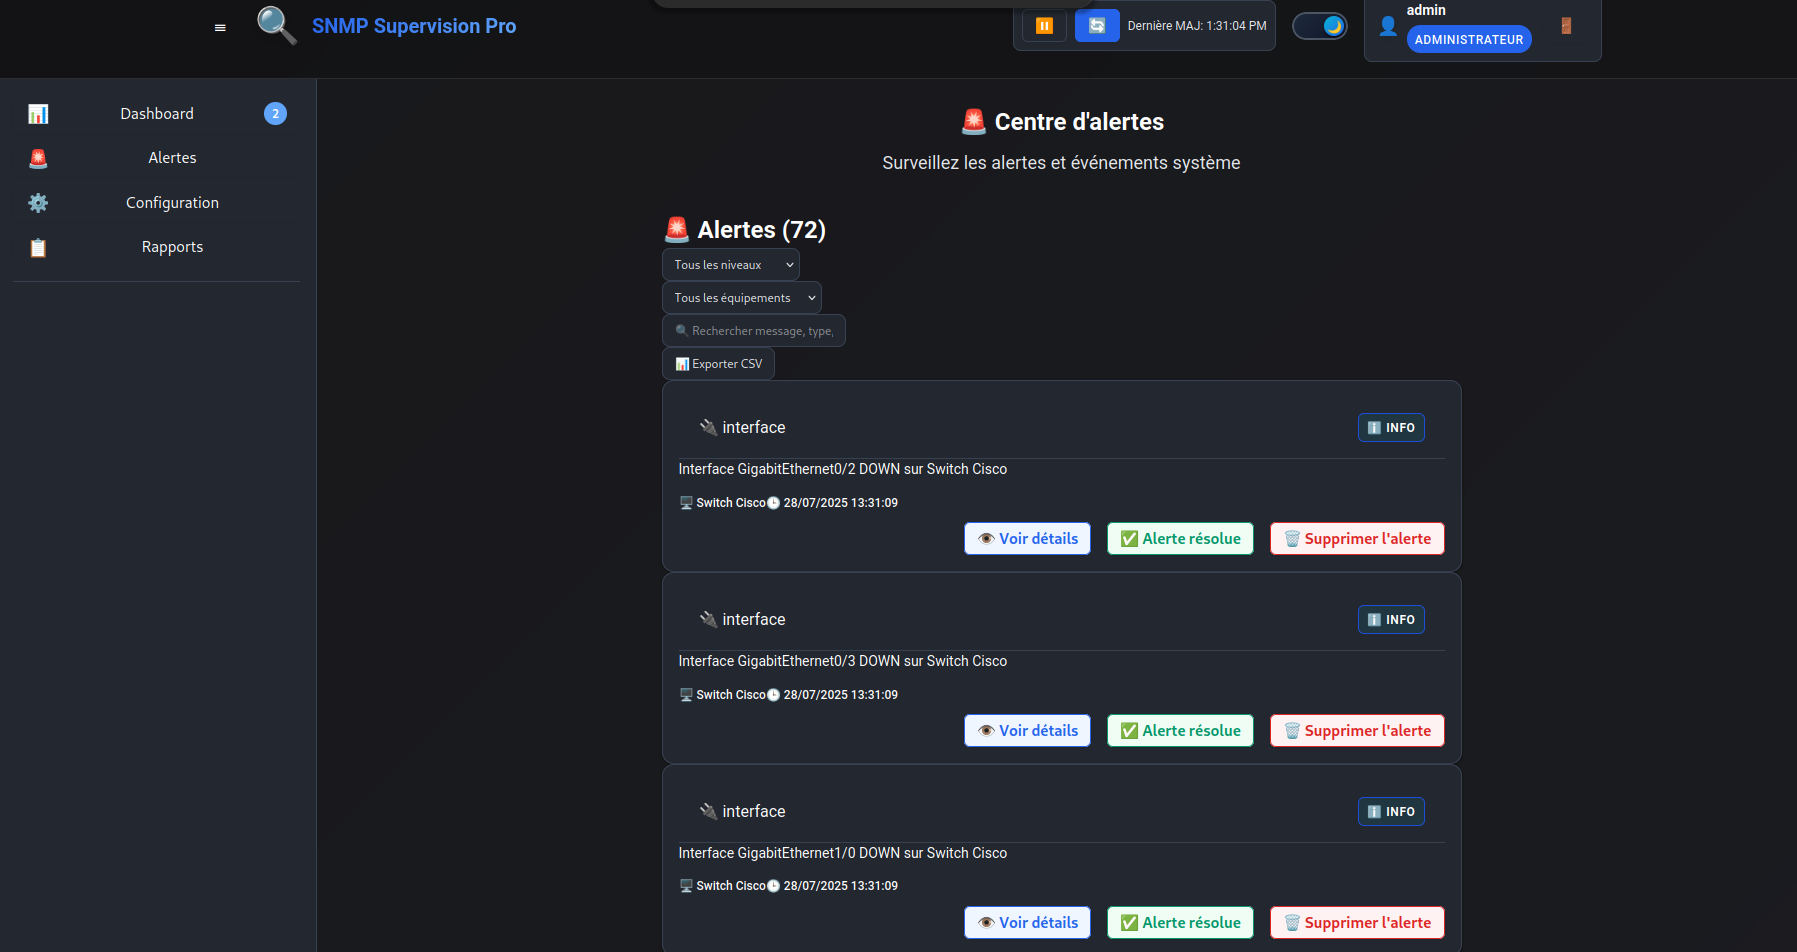 SNMP Supervision Pro
Dernière MAJ: 1:31:04 PM
admin
ADMINISTRATEUR
Dashboard 2
Alertes
Configuration
Rapports
Centre d'alertes
Surveillez les alertes et événements système
Alertes (72)
Tous les niveaux
Tous les équipements
Rechercher message, type,
Exporter CSV
interface INFO
Interface GigabitEthernet0/2 DOWN sur Switch Cisco
Switch Cisco 28/07/2025 13:31:09
Voir détails Alerte résolue Supprimer l'alerte
interface INFO
Interface GigabitEthernet0/3 DOWN sur Switch Cisco
Switch Cisco 28/07/2025 13:31:09
Voir détails Alerte résolue Supprimer l'alerte
interface INFO
Interface GigabitEthernet1/0 DOWN sur Switch Cisco
Switch Cisco 28/07/2025 13:31:09
Voir détails Alerte résolue Supprimer l'alerte